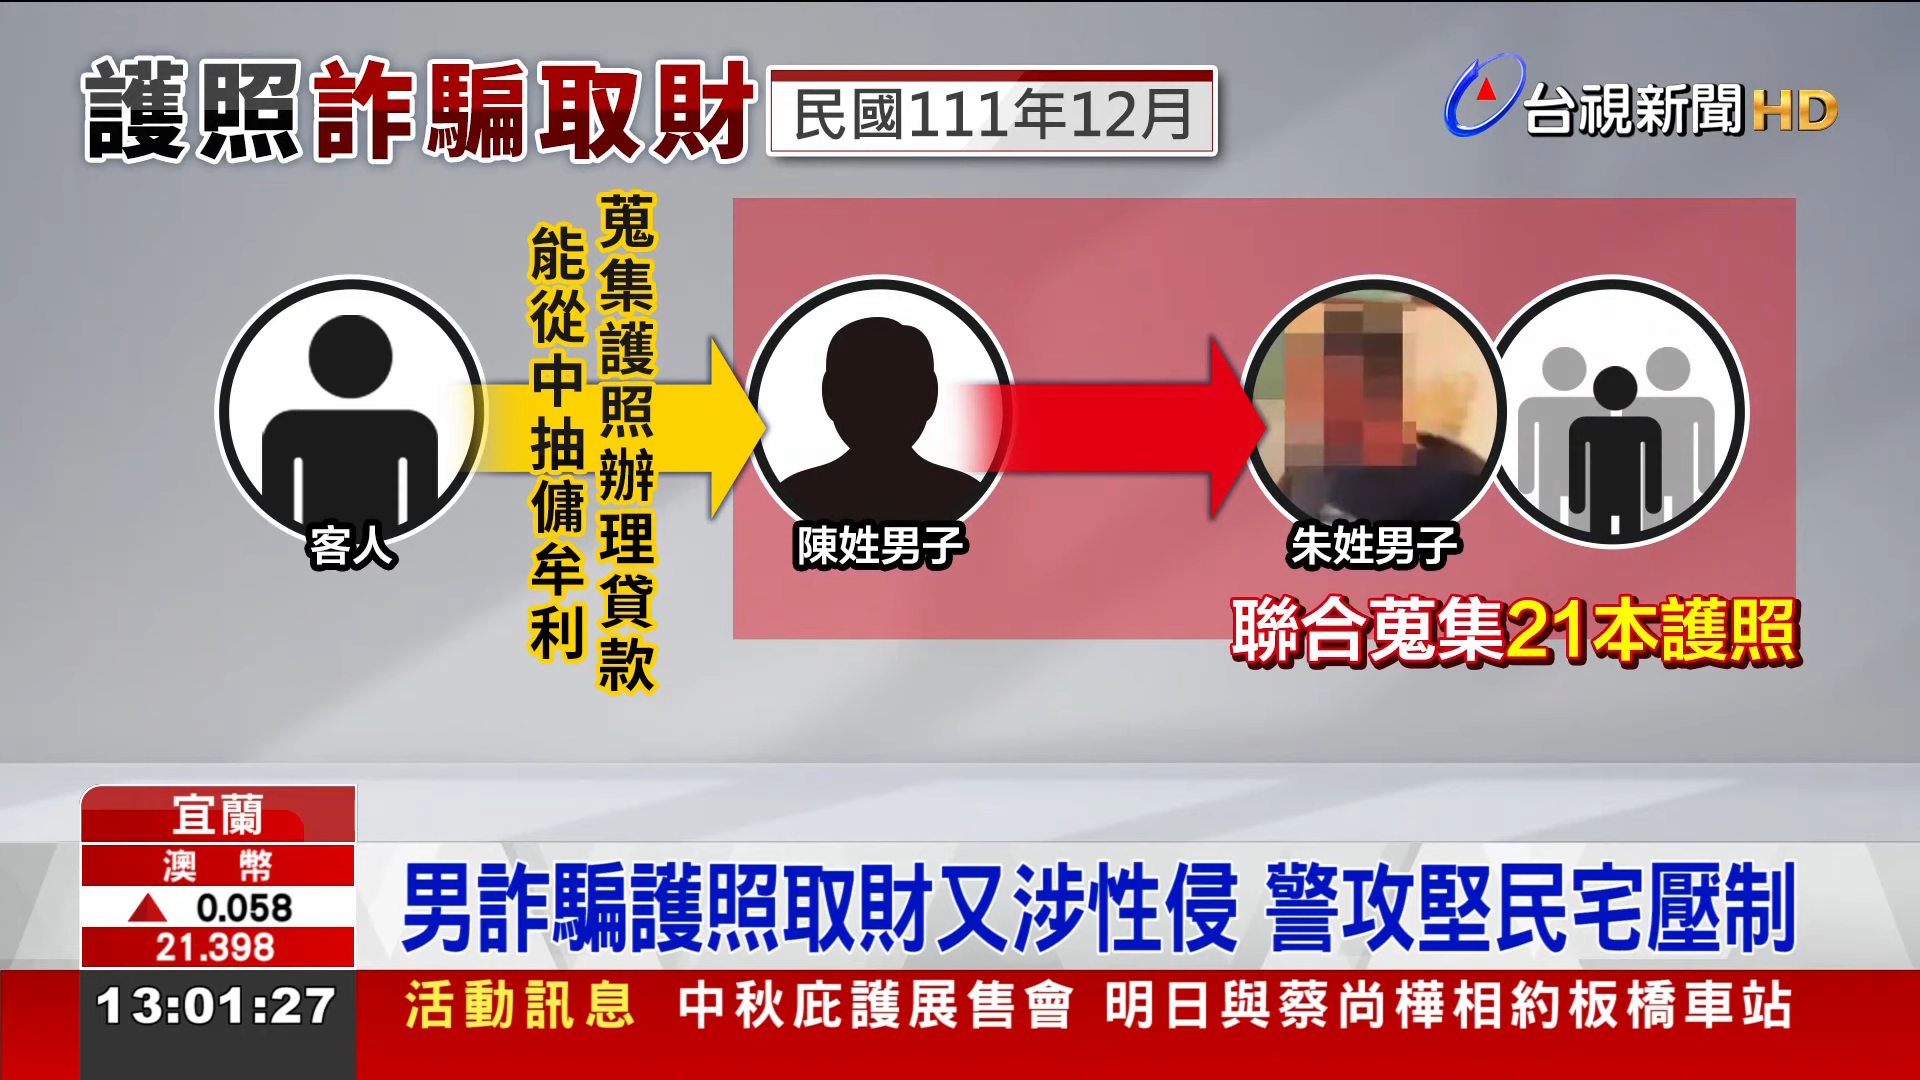 護照詐騙取財
民國111年12月
台視新聞HD
蒐集護照辦理貸款
能從中抽傭牟利
客人
陳姓男子
朱姓男子
聯合蒐集21本護照
宜蘭
澳幣
0.058
21.398
13:01:27
男詐騙護照取財又涉性侵 警攻堅民宅壓制
活動訊息 中秋庇護展售會 明日與蔡尚樺相約板橋車站